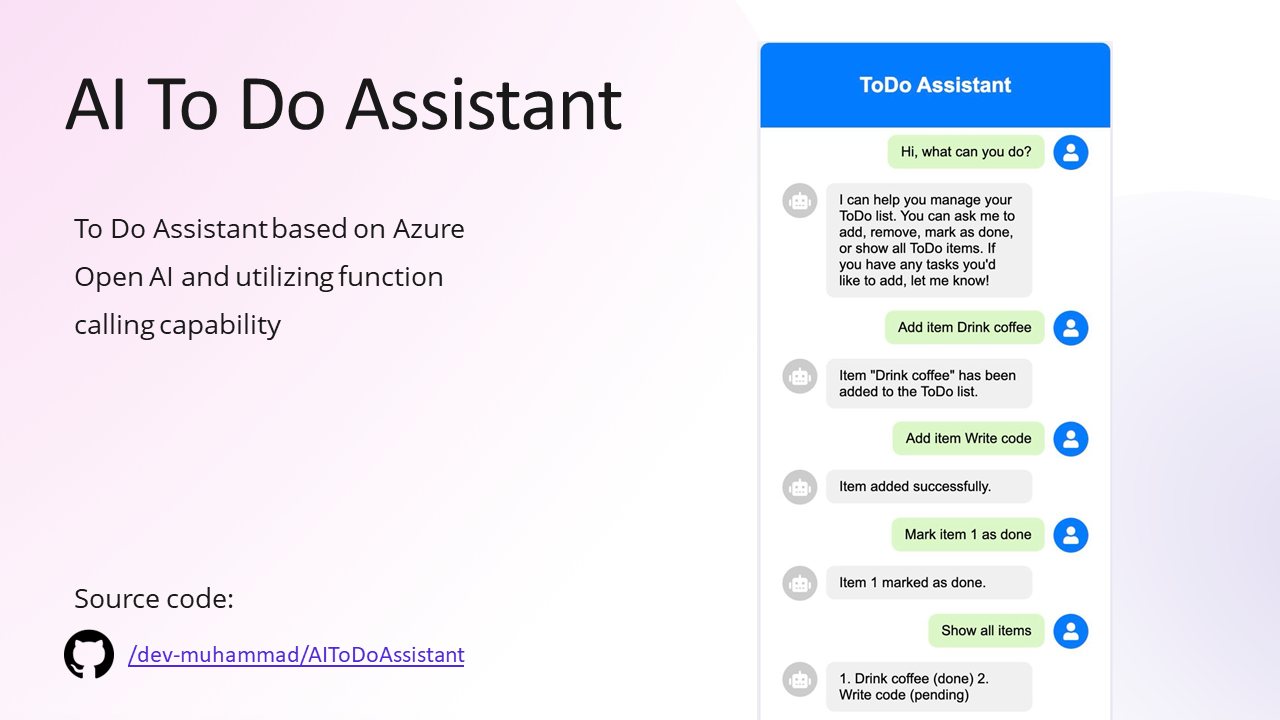 AI To Do Assistant
To Do Assistant based on Azure
Open AI and utilizing function
calling capability
Source code:
/dev-muhammad/AIToDoAssistant
ToDo Assistant
Hi, what can you do?
I can help you manage your
ToDo list. You can ask me to
add, remove, mark as done,
or show all ToDo items. If
you have any tasks you'd
like to add, let me know!
Add item Drink coffee
Item "Drink coffee" has been
added to the ToDo list.
Add item Write code
Item added successfully.
Mark item 1 as done
Item 1 marked as done.
Show all items
1. Drink coffee (done) 2.
Write code (pending)